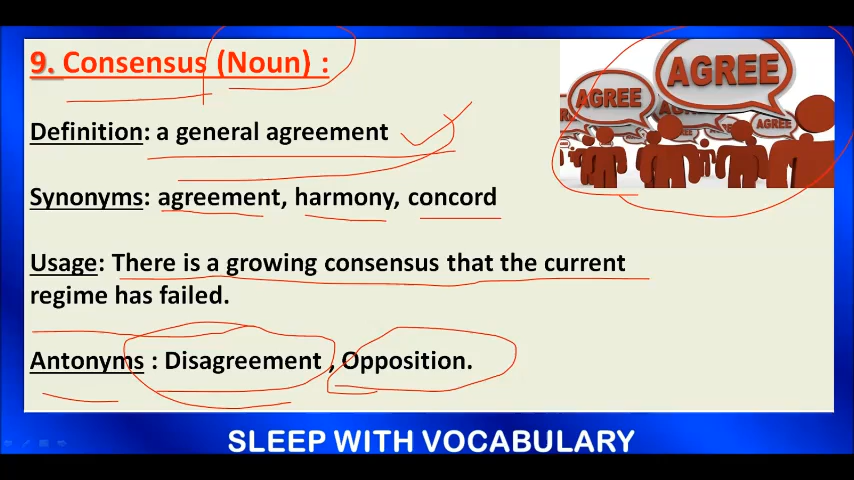 9. Consensus (Noun) :
Definition: a general agreement
Synonyms: agreement, harmony, concord
Usage: There is a growing consensus that the current
regime has failed.
Antonyms : Disagreement , Opposition.
AGREE
AGREE
AGREE
AGREE
SLEEP WITH VOCABULARY